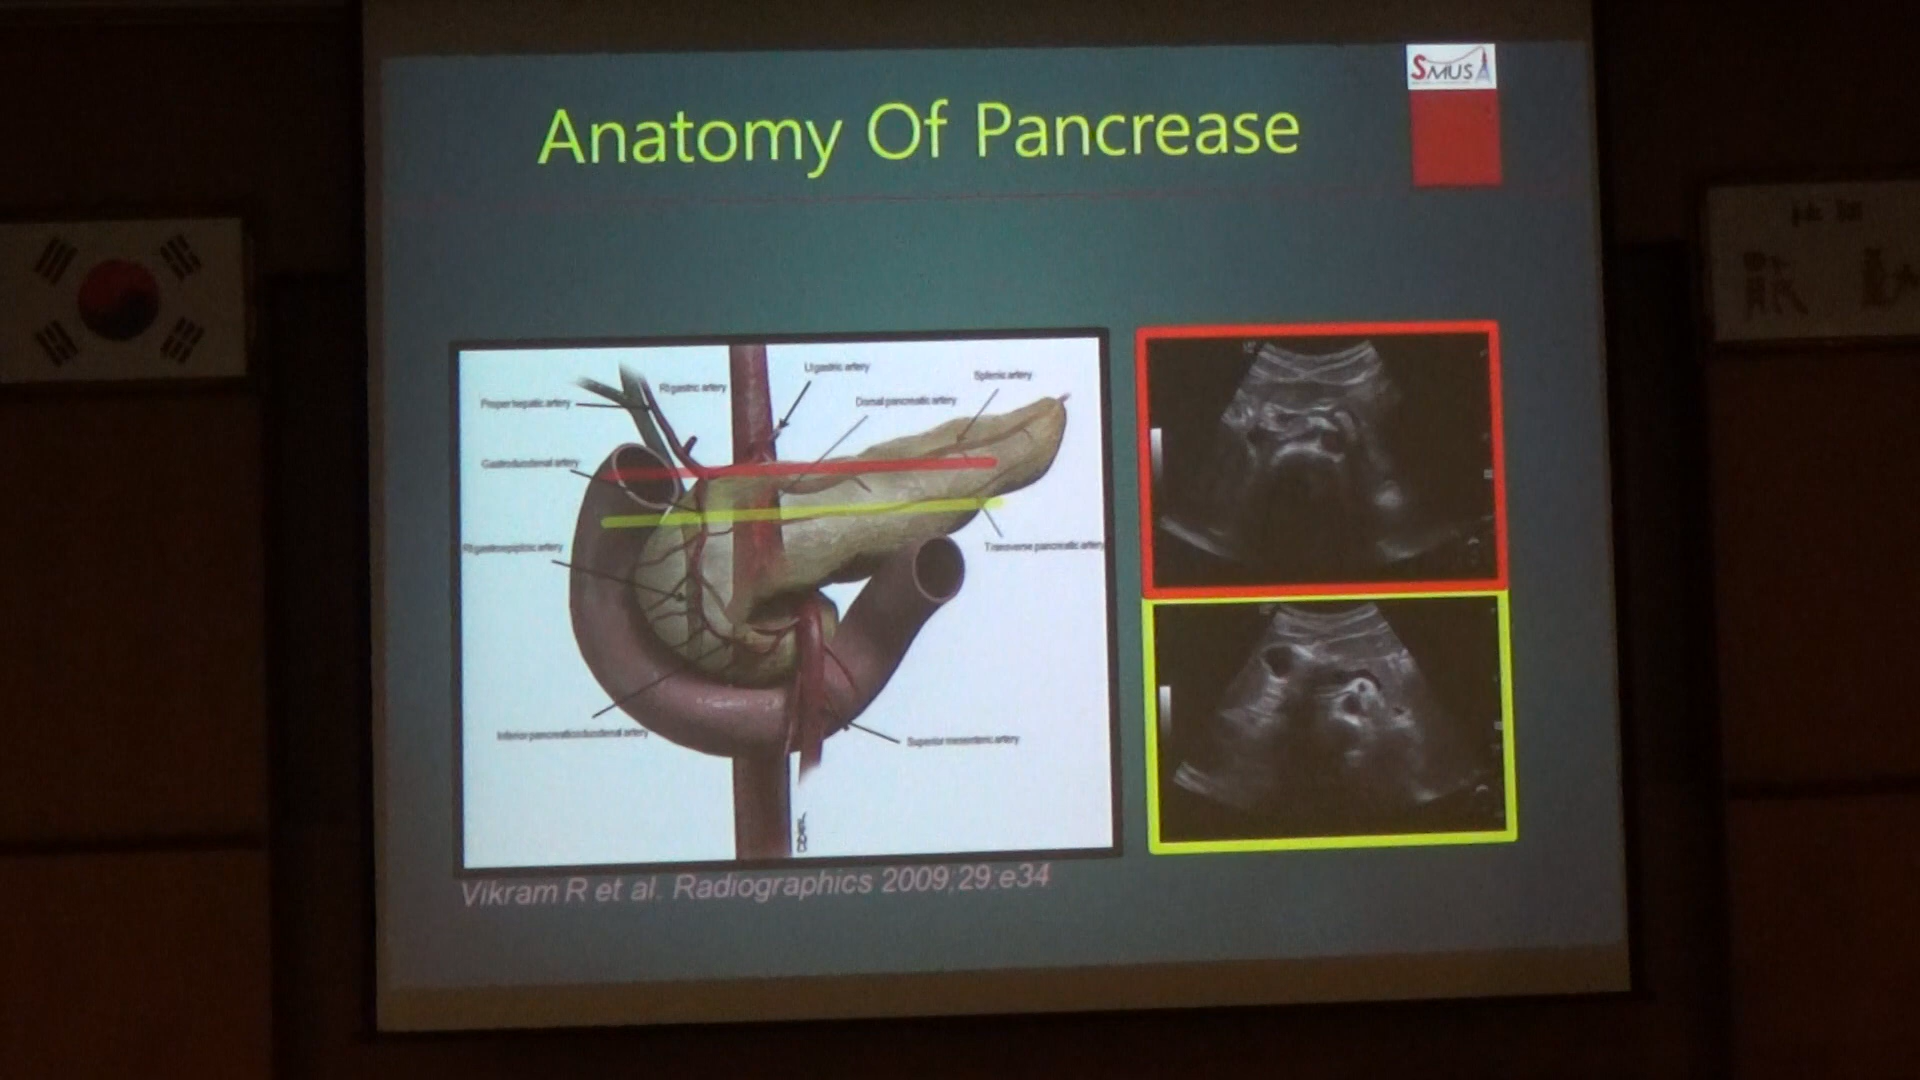 SMUS
Anatomy Of Pancrease
Lt gastric artery
Rt gastric artery
Splenic artery
Proper hepatic artery
Dorsal pancreatic artery
Gastroduodenal artery
Rt gastroepiploic artery
Transverse pancreatic artery
Inferior pancreaticoduodenal artery
Superior mesenteric artery
Vikram R et al. Radiographics 2009;29:e34